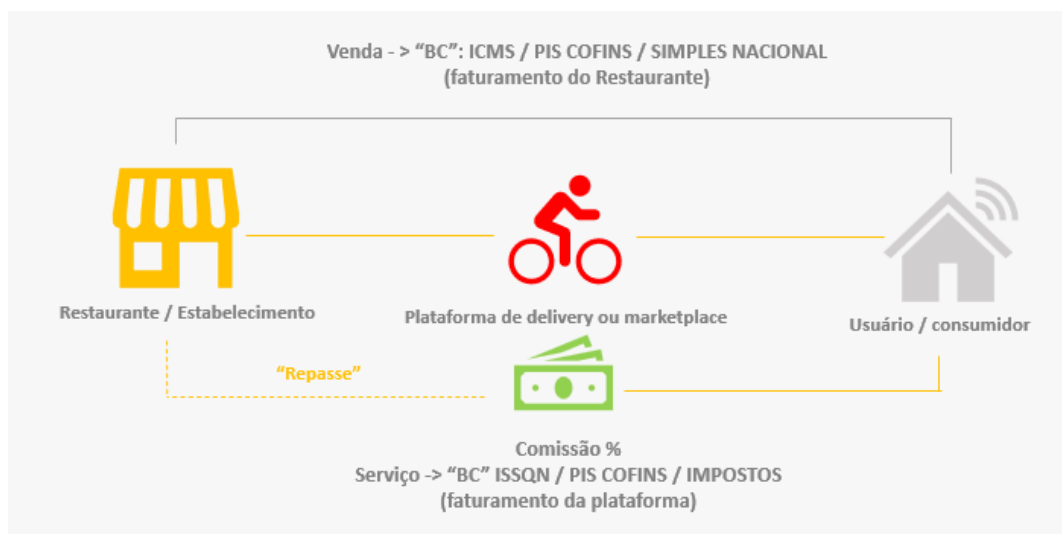 Venda - > “BC”: ICMS / PIS COFINS / SIMPLES NACIONAL
(faturamento do Restaurante)
Restaurante / Estabelecimento
Plataforma de delivery ou marketplace
Usuário / consumidor
“Repasse”
Comissão %
Serviço -> “BC” ISSQN / PIS COFINS / IMPOSTOS
(faturamento da plataforma)